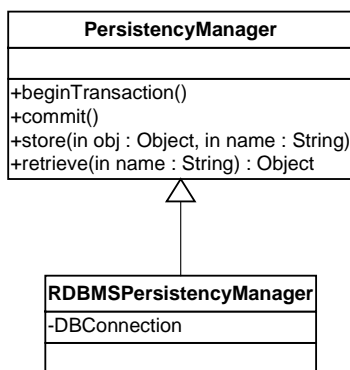 PersistencyManager
+beginTransaction()
+commit()
+store(in obj : Object, in name : String)
+retrieve(in name : String) : Object
RDBMSPersistencyManager
-DBConnection